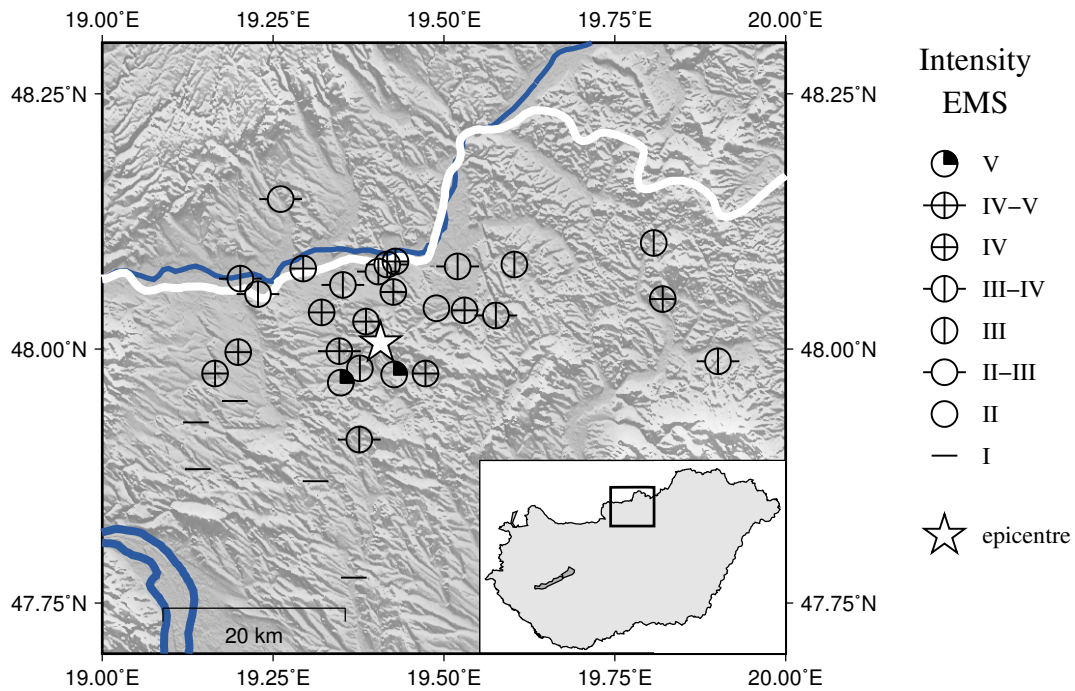 19.00˚E 19.25˚E 19.50˚E 19.75˚E 20.00˚E
48.25˚N 48.25˚N
48.00˚N 48.00˚N
47.75˚N 47.75˚N
20 km
19.00˚E 19.25˚E 19.50˚E 19.75˚E 20.00˚E
Intensity
EMS
V
IV–V
IV
III–IV
III
II–III
II
I
epicentre